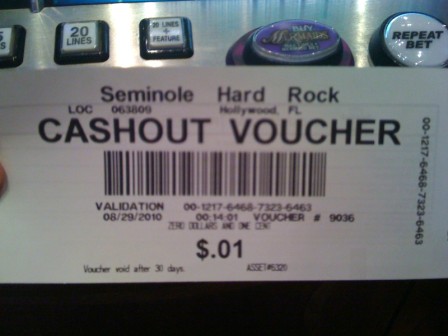 20
LINES
20 LINES
+
FEATURE
REPEAT
BET
Seminole Hard Rock
LOC 063809 Hollywood, FL
CASHOUT VOUCHER
VALIDATION 00-1217-6468-7323-6463
08/29/2010 00:14:01 VOUCHER # 9036
ZERO DOLLARS AND ONE CENT
$.01
Voucher void after 30 days. ASSET#6320
00-1217-6468-7323-6463